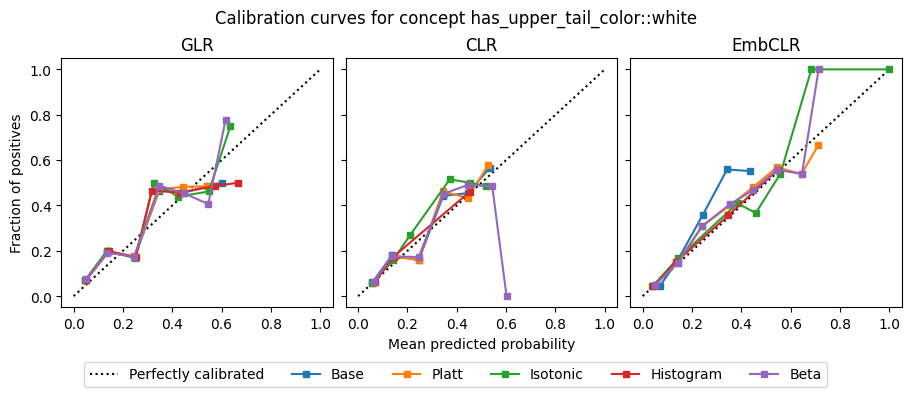 Calibration curves for concept has_upper_tail_color::white
GLR
CLR
EmbCLR
Fraction of positives
1.0
0.8
0.6
0.4
0.2
0.0
0.0 0.2 0.4 0.6 0.8 1.0
0.0 0.2 0.4 0.6 0.8 1.0
0.0 0.2 0.4 0.6 0.8 1.0
Mean predicted probability
Perfectly calibrated Base Platt Isotonic Histogram Beta